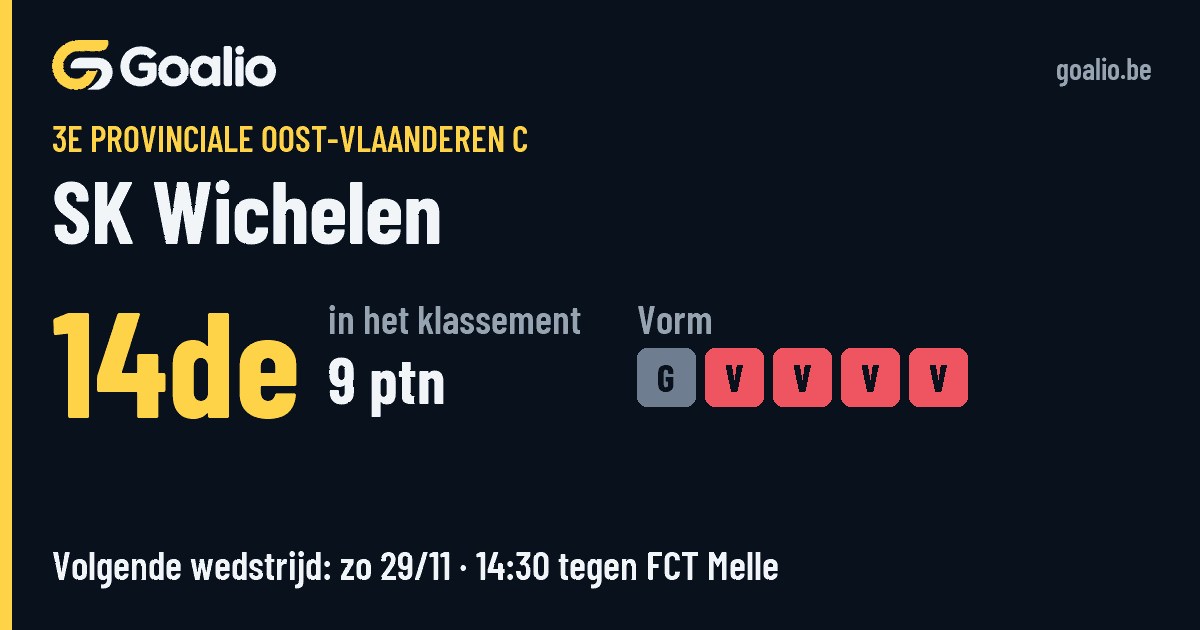 Goalio
goalio.be
3E PROVINCIALE OOST-VLAANDEREN C
SK Wichelen
14de
in het klassement
9 ptn
Vorm
G V V V V
Volgende wedstrijd: zo 29/11 · 14:30 tegen FCT Melle